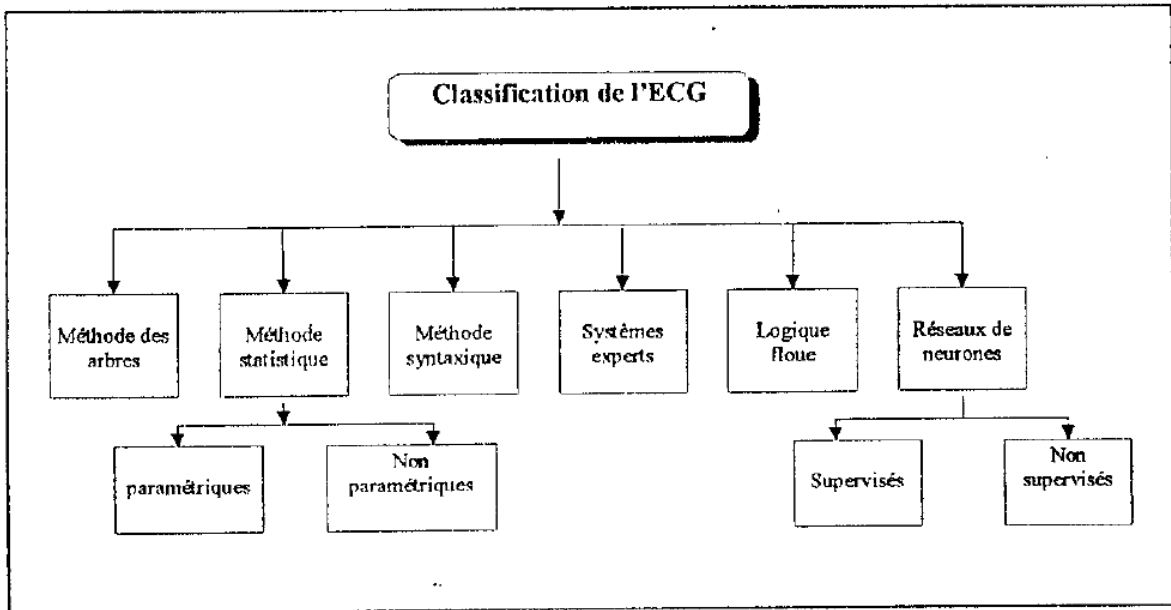 Classification de l'ECG
Méthode des
arbres
Méthode
statistique
Méthode
syntaxique
Systèmes
experts
Logique
floue
Réseaux de
neurones
paramétriques
Non
paramétriques
Supervisés
Non
supervisés